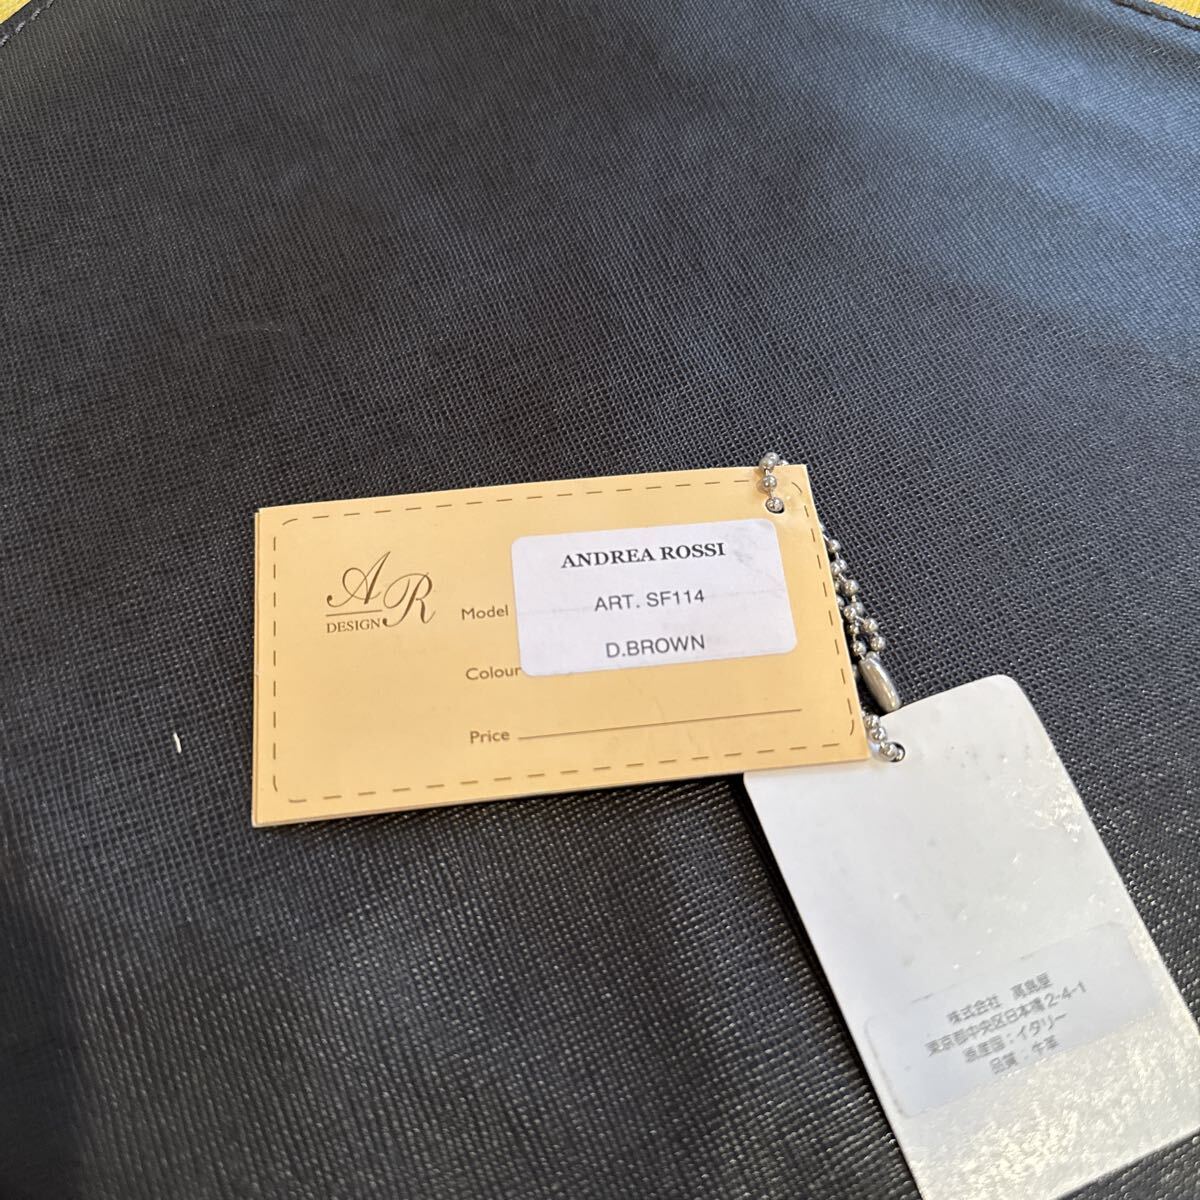 AR
DESIGN
Model
Colour
Price
ANDREA ROSSI
ART. SF114
D.BROWN
株式会社 髙島屋
東京都中央区日本橋2-4-1
原産国:イタリー
品質:牛革